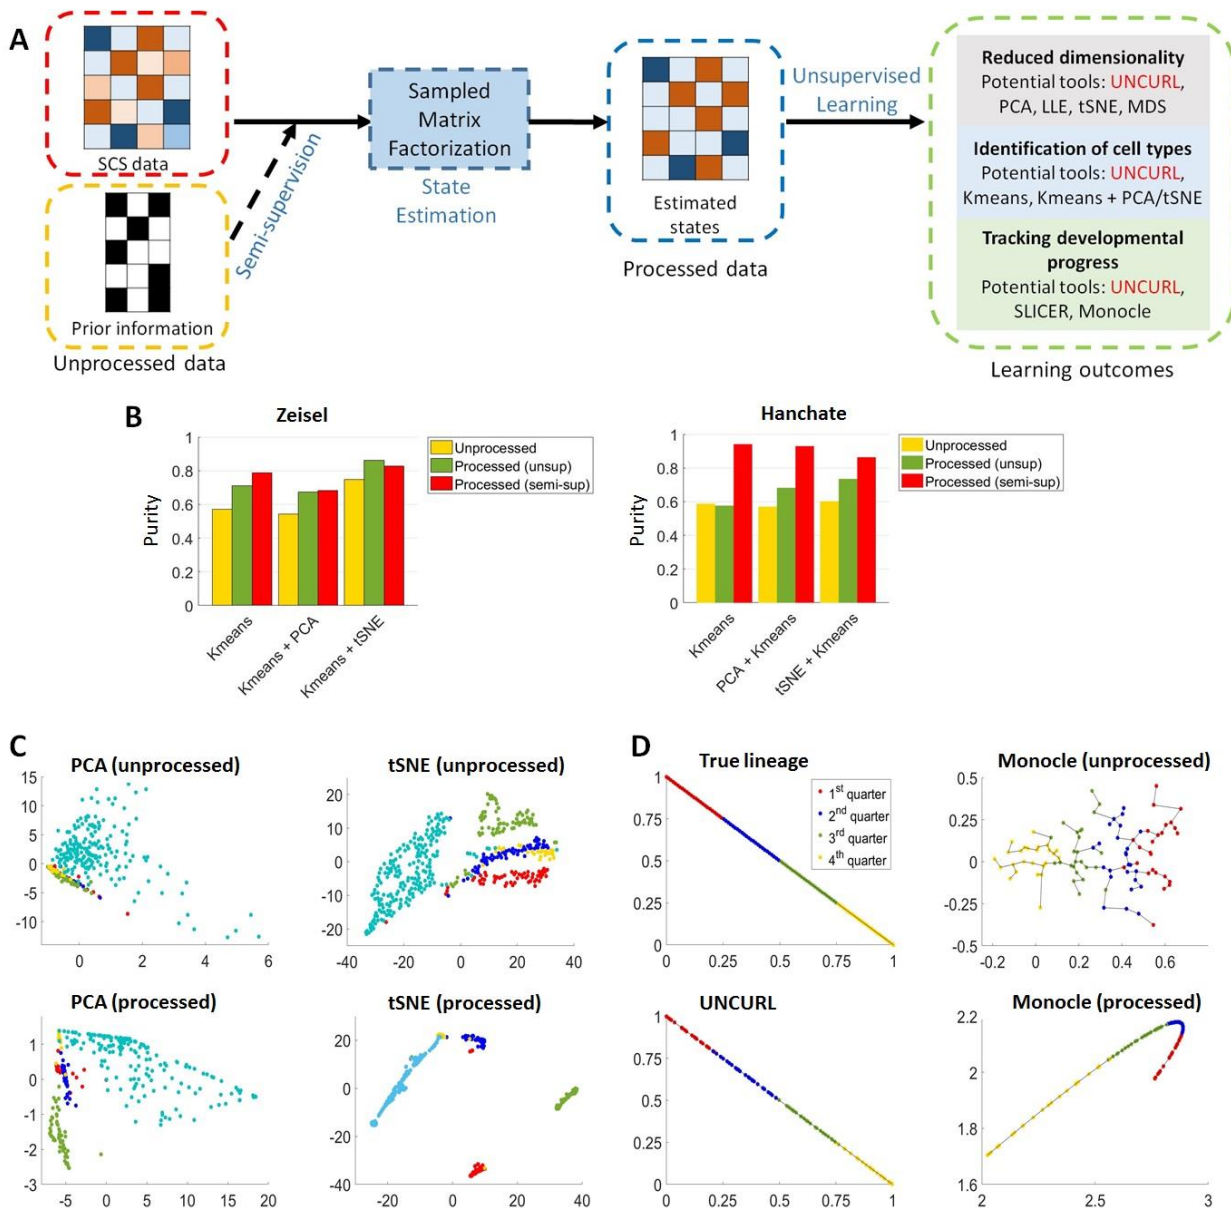 A
SCS data
Prior information
Unprocessed data
Semi-supervision
Sampled
Matrix
Factorization
State
Estimation
Estimated
states
Processed data
Unsupervised
Learning
Reduced dimensionality
Potential tools: UNCURL,
PCA, LLE, tSNE, MDS
Identification of cell types
Potential tools: UNCURL,
Kmeans, Kmeans + PCA/tSNE
Tracking developmental
progress
Potential tools: UNCURL,
SLICER, Monocle
Learning outcomes
B
Zeisel
Purity
1
0.8
0.6
0.4
0.2
0
Kmeans
Kmeans + PCA
Kmeans + tSNE
Unprocessed
Processed (unsup)
Processed (semi-sup)
Hanchate
Purity
1
0.8
0.6
0.4
0.2
0
Kmeans
PCA + Kmeans
tSNE + Kmeans
Unprocessed
Processed (unsup)
Processed (semi-sup)
C
PCA (unprocessed)
15
10
5
0
-5
-10
0 2 4 6
tSNE (unprocessed)
20
10
0
-10
-20
-40 -20 0 20 40
PCA (processed)
1
0
-1
-2
-3
-5 0 5 10 15 20
tSNE (processed)
20
0
-20
-40
-20 0 20 40
D
True lineage
1
0.75
0.5
0.25
0
0 0.25 0.5 0.75 1
1st quarter
2nd quarter
3rd quarter
4th quarter
Monocle (unprocessed)
0.5
0.25
0
-0.25
-0.5
-0.2 0 0.2 0.4 0.6
UNCURL
1
0.75
0.5
0.25
0
0 0.25 0.5 0.75 1
Monocle (processed)
2.2
2
1.8
1.6
2 2.5 3